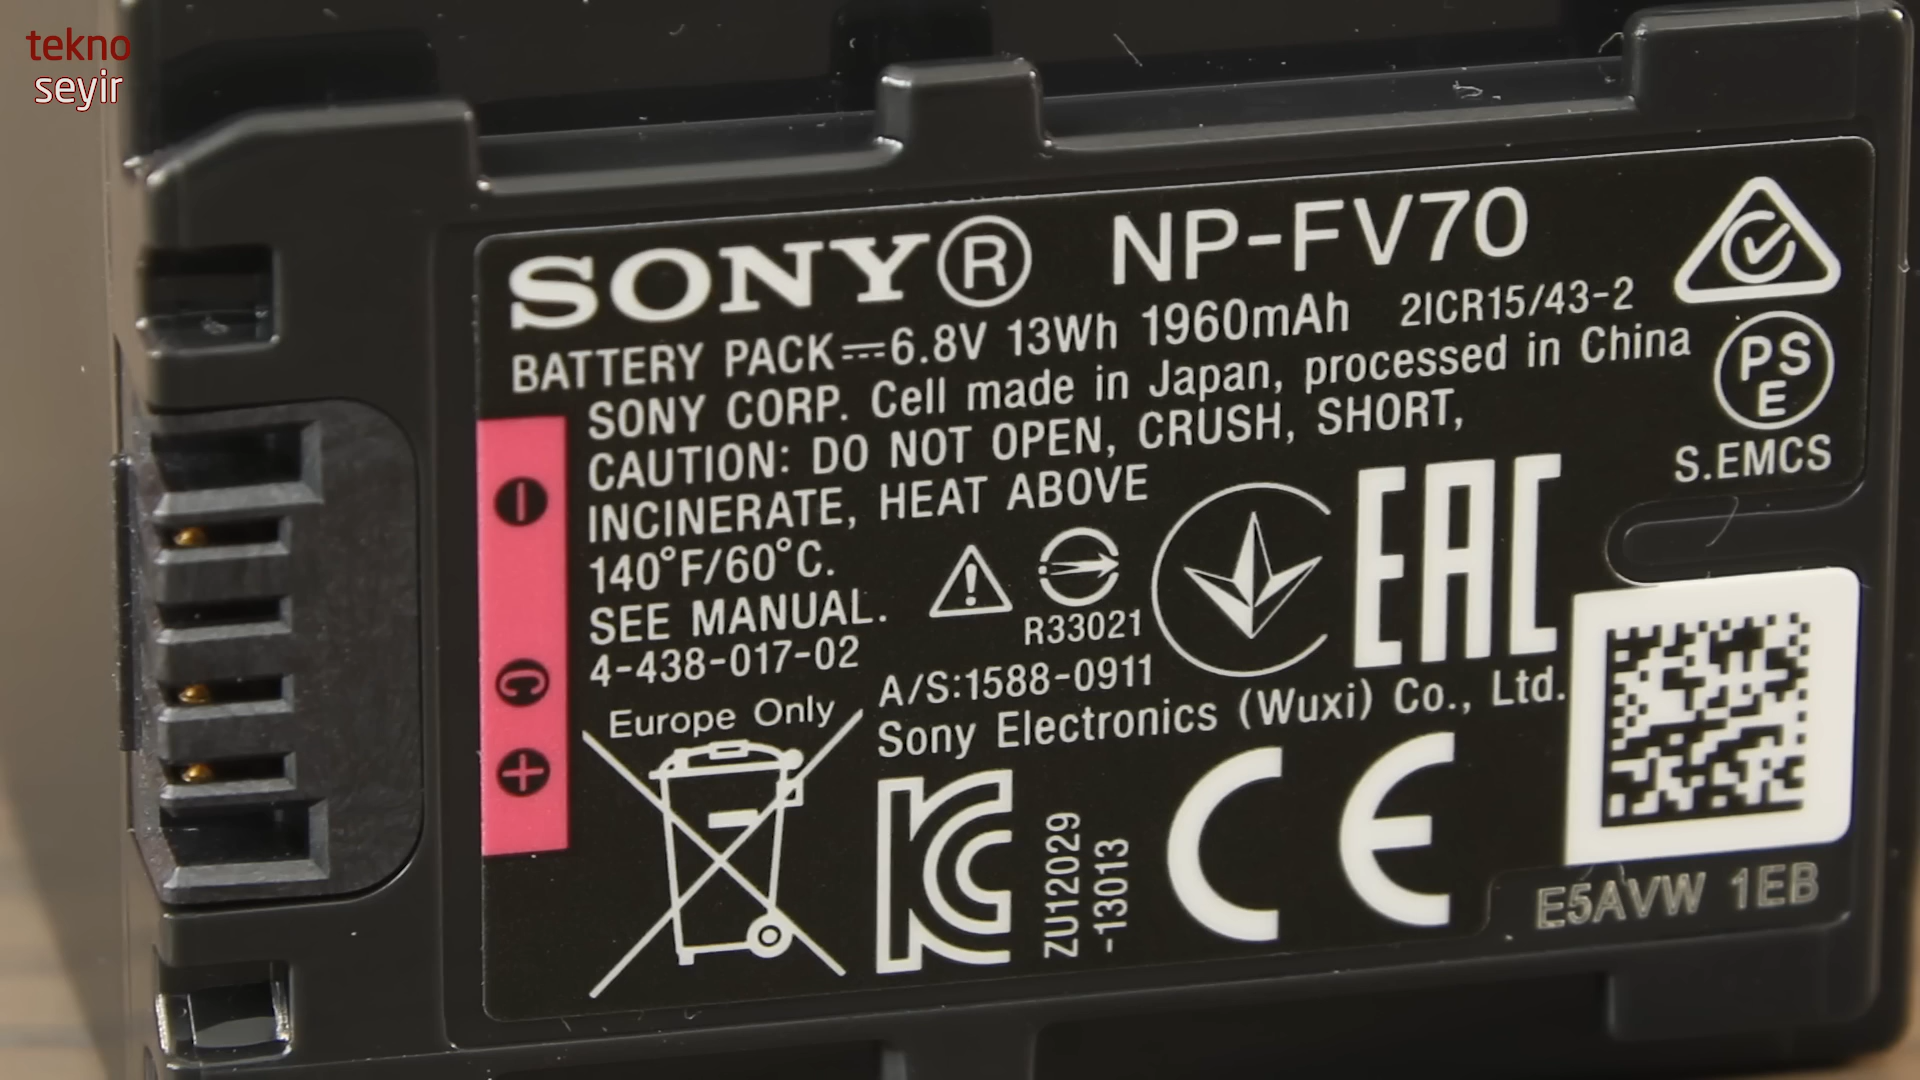 tekno
seyir
SONY® NP-FV70
BATTERY PACK⎓6.8V 13Wh 1960mAh 2ICR15/43-2
SONY CORP. Cell made in Japan, processed in China
CAUTION: DO NOT OPEN, CRUSH, SHORT,
INCINERATE, HEAT ABOVE
140°F/60°C.
SEE MANUAL.
4-438-017-02
PS
E
S.EMCS
R33021
EAC
A/S:1588-0911
Sony Electronics (Wuxi) Co., Ltd.
Europe Only
− C +
KC
ZU12029
-13013
CE
E5AVW 1EB